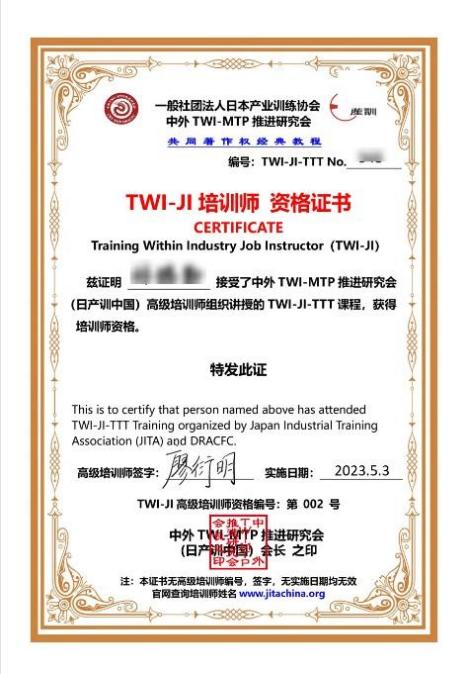 一般社团法人日本产业训练协会
中外 TWI-MTP 推进研究会
产訓
共同著作权经典教程
编号：TWI-JI-TTT No.
TWI-JI 培训师 资格证书
CERTIFICATE
Training Within Industry Job Instructor（TWI-JI）
兹证明 接受了中外 TWI-MTP 推进研究会
（日产训中国）高级培训师组织讲授的 TWI-JI-TTT 课程，获得
培训师资格。
特发此证
This is to certify that person named above has attended
TWI-JI-TTT Training organized by Japan Industrial Training
Association (JITA) and DRACFC.
高级培训师签字：廖衍明 实施日期： 2023.5.3
TWI-JI 高级培训师资格编号：第 002 号
中外 TWI-MTP 推进研究会
（日产训中国）会长 之印
注：本证书无高级培训师编号，签字，无实施日期均无效
官网查询培训师姓名 www.jitachina.org